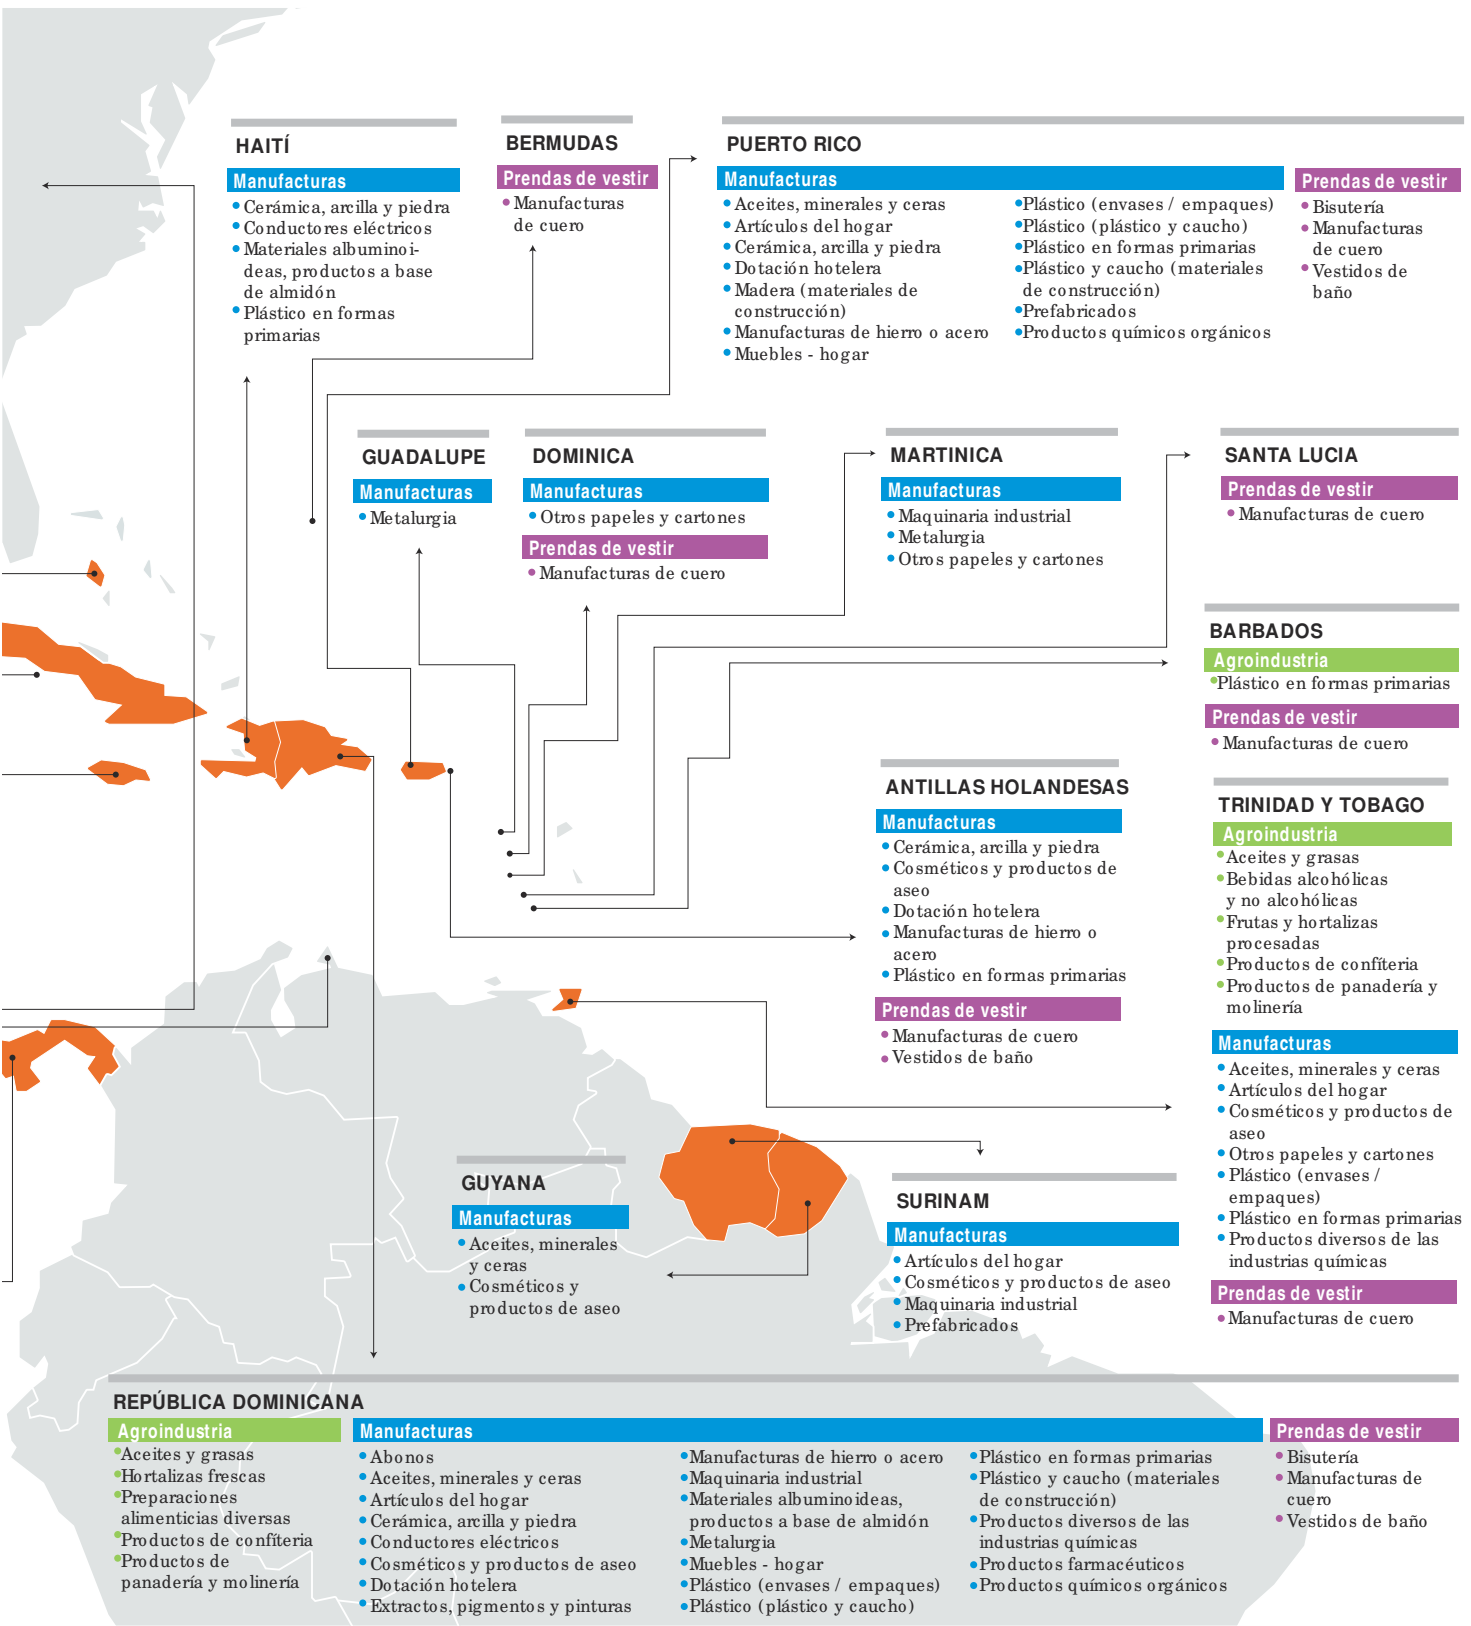 HAITÍ
Manufacturas
Cerámica, arcilla y piedra
Conductores eléctricos
Materiales albuminoi-
deas, productos a base
de almidón
Plástico en formas
primarias
BERMUDAS
Prendas de vestir
Manufacturas
de cuero
PUERTO RICO
Manufacturas
Aceites, minerales y ceras
Artículos del hogar
Cerámica, arcilla y piedra
Dotación hotelera
Madera (materiales de
construcción)
Manufacturas de hierro o acero
Muebles - hogar
Plástico (envases / empaques)
Plástico (plástico y caucho)
Plástico en formas primarias
Plástico y caucho (materiales
de construcción)
Prefabricados
Productos químicos orgánicos
Prendas de vestir
Bisutería
Manufacturas
de cuero
Vestidos de
baño
GUADALUPE
Manufacturas
Metalurgia
DOMINICA
Manufacturas
Otros papeles y cartones
Prendas de vestir
Manufacturas de cuero
MARTINICA
Manufacturas
Maquinaria industrial
Metalurgia
Otros papeles y cartones
SANTA LUCIA
Prendas de vestir
Manufacturas de cuero
BARBADOS
Agroindustria
Plástico en formas primarias
Prendas de vestir
Manufacturas de cuero
ANTILLAS HOLANDESAS
Manufacturas
Cerámica, arcilla y piedra
Cosméticos y productos de
aseo
Dotación hotelera
Manufacturas de hierro o
acero
Plástico en formas primarias
Prendas de vestir
Manufacturas de cuero
Vestidos de baño
TRINIDAD Y TOBAGO
Agroindustria
Aceites y grasas
Bebidas alcohólicas
y no alcohólicas
Frutas y hortalizas
procesadas
Productos de confíteria
Productos de panadería y
molinería
Manufacturas
Aceites, minerales y ceras
Artículos del hogar
Cosméticos y productos de
aseo
Otros papeles y cartones
Plástico (envases /
empaques)
Plástico en formas primarias
Productos diversos de las
industrias químicas
Prendas de vestir
Manufacturas de cuero
GUYANA
Manufacturas
Aceites, minerales
y ceras
Cosméticos y
productos de aseo
SURINAM
Manufacturas
Artículos del hogar
Cosméticos y productos de aseo
Maquinaria industrial
Prefabricados
REPÚBLICA DOMINICANA
Agroindustria
Aceites y grasas
Hortalizas frescas
Preparaciones
alimenticias diversas
Productos de confíteria
Productos de
panadería y molinería
Manufacturas
Abonos
Aceites, minerales y ceras
Artículos del hogar
Cerámica, arcilla y piedra
Conductores eléctricos
Cosméticos y productos de aseo
Dotación hotelera
Extractos, pigmentos y pinturas
Manufacturas de hierro o acero
Maquinaria industrial
Materiales albuminoideas,
productos a base de almidón
Metalurgia
Muebles - hogar
Plástico (envases / empaques)
Plástico (plástico y caucho)
Plástico en formas primarias
Plástico y caucho (materiales
de construcción)
Productos diversos de las
industrias químicas
Productos farmacéuticos
Productos químicos orgánicos
Prendas de vestir
Bisutería
Manufacturas de
cuero
Vestidos de baño